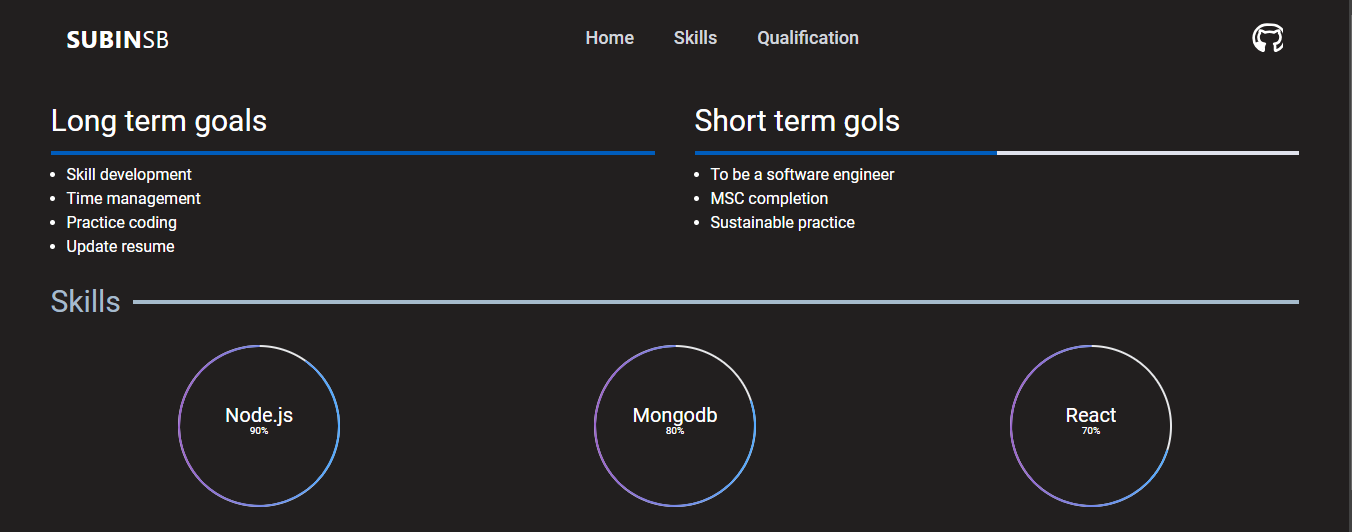 SUBINSB
Home Skills Qualification
Long term goals
Skill development
Time management
Practice coding
Update resume
Short term gols
To be a software engineer
MSC completion
Sustainable practice
Skills
Node.js
90%
Mongodb
80%
React
70%